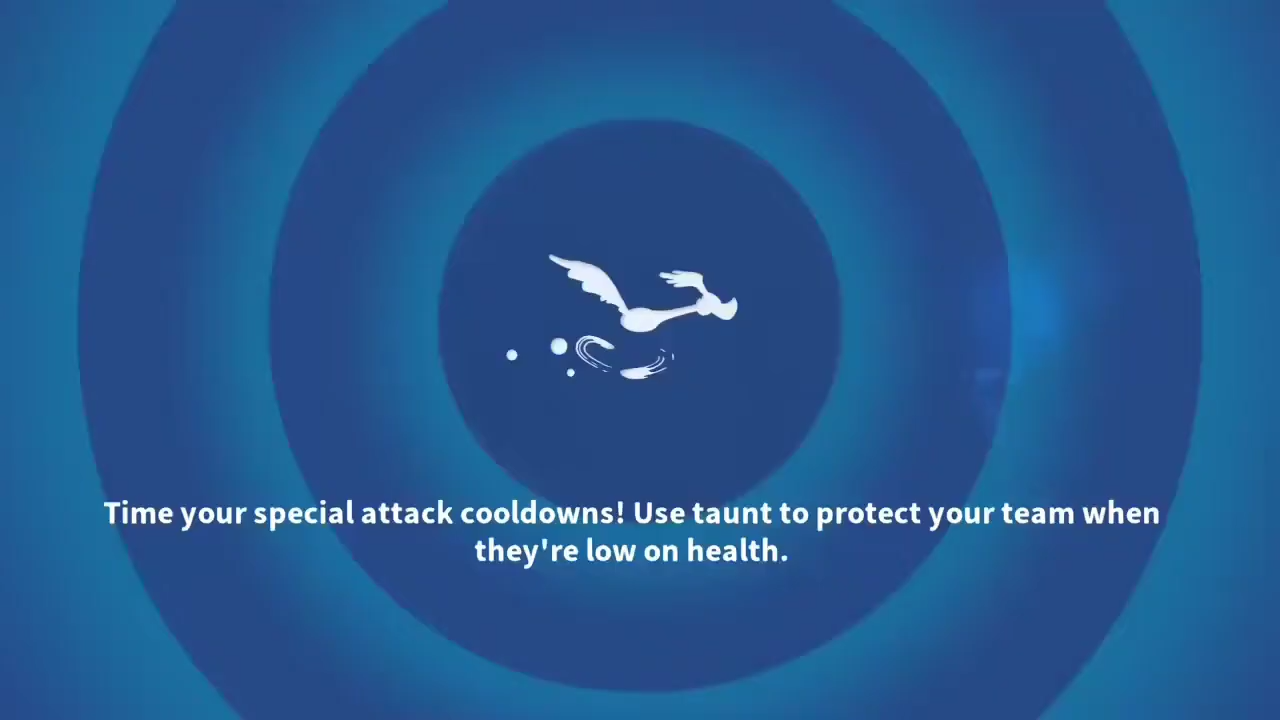 Time your special attack cooldowns! Use taunt to protect your team when
they're low on health.